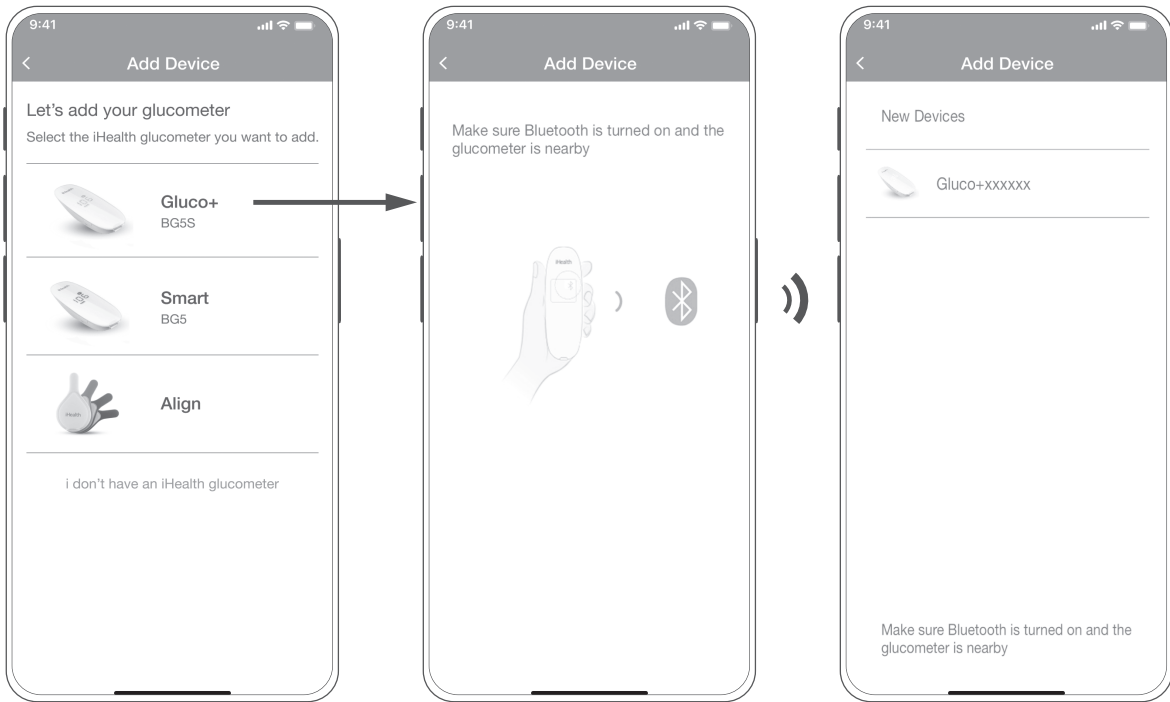 9:41
Add Device
Let's add your glucometer
Select the iHealth glucometer you want to add.
Gluco+
BG5S
Smart
BG5
iHealth
Align
i don't have an iHealth glucometer
9:41
Add Device
Make sure Bluetooth is turned on and the
glucometer is nearby
iHealth
9:41
Add Device
New Devices
Gluco+xxxxxx
Make sure Bluetooth is turned on and the
glucometer is nearby